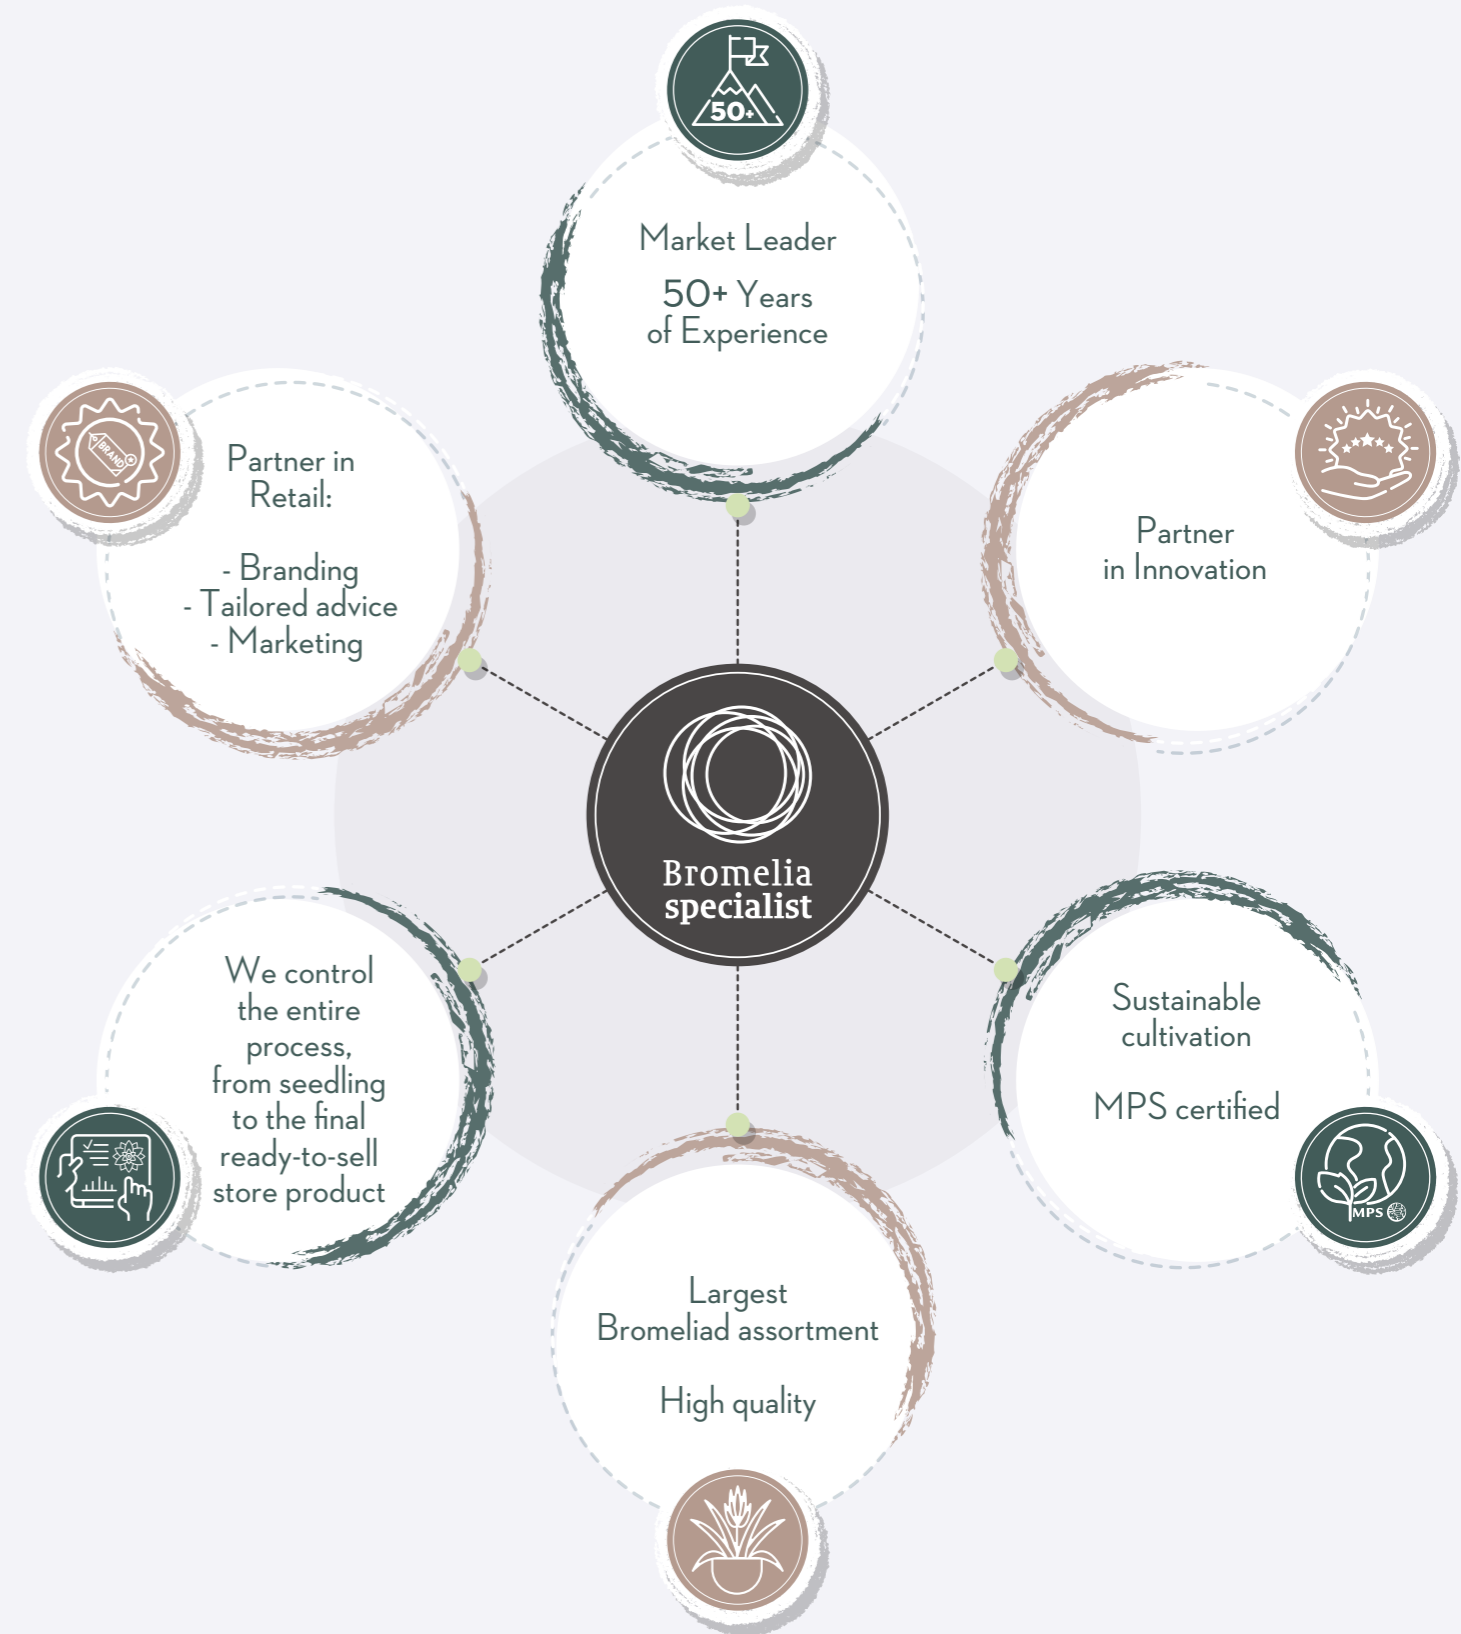 50+
Market Leader
50+ Years
of Experience
BRAND
Partner in
Retail:
- Branding
- Tailored advice
- Marketing
Partner
in Innovation
Bromelia
specialist
We control
the entire
process,
from seedling
to the final
ready-to-sell
store product
Sustainable
cultivation
MPS certified
MPS
Largest
Bromeliad assortment
High quality